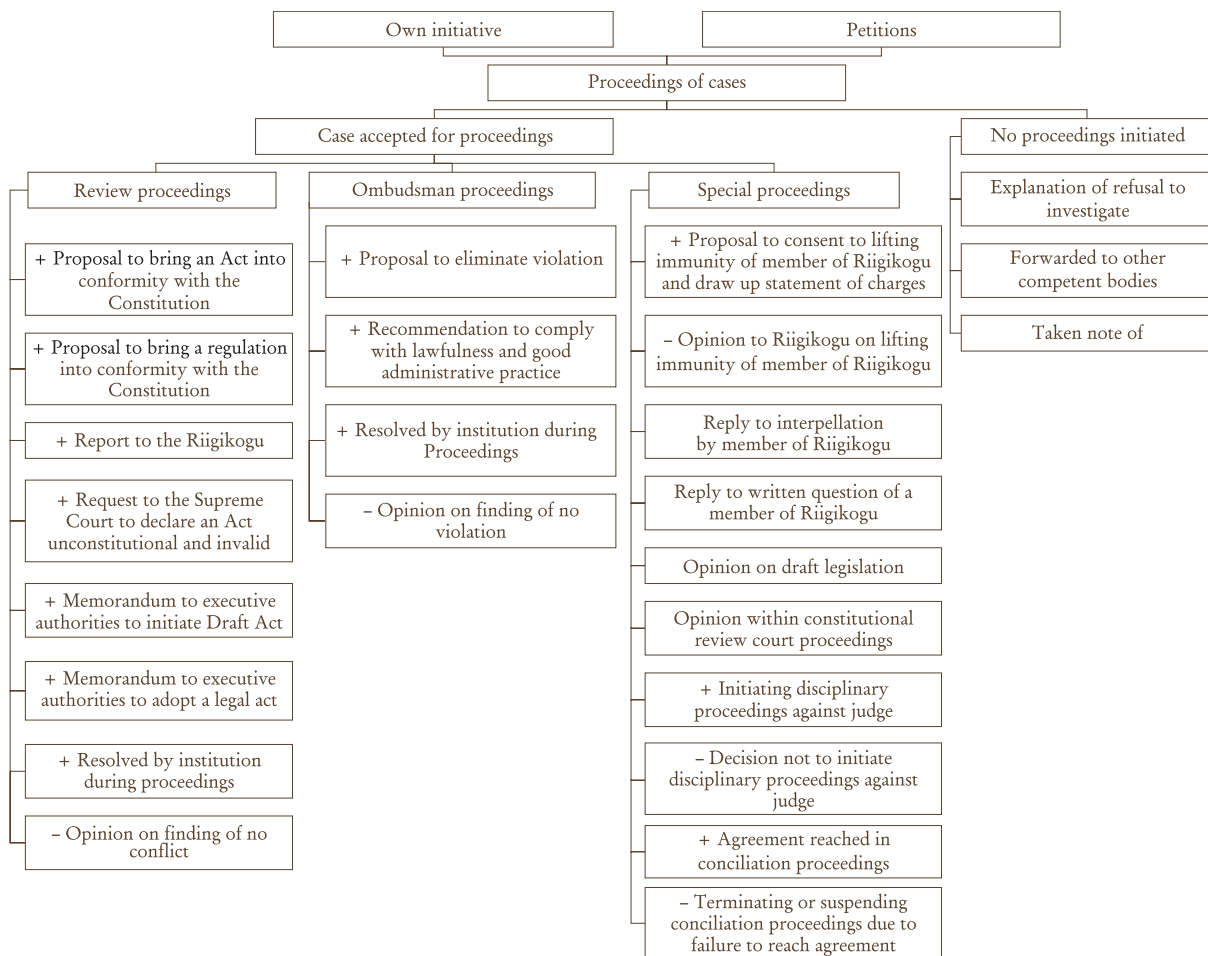 Own initiative
Petitions
Proceedings of cases
Case accepted for proceedings
No proceedings initiated
Review proceedings
+ Proposal to bring an Act into
conformity with the
Constitution
+ Proposal to bring a regulation
into conformity with the
Constitution
+ Report to the Riigikogu
+ Request to the Supreme
Court to declare an Act
unconstitutional and invalid
+ Memorandum to executive
authorities to initiate Draft Act
+ Memorandum to executive
authorities to adopt a legal act
+ Resolved by institution
during proceedings
– Opinion on finding of no
conflict
Ombudsman proceedings
+ Proposal to eliminate violation
+ Recommendation to comply
with lawfulness and good
administrative practice
+ Resolved by institution during
Proceedings
– Opinion on finding of no
violation
Special proceedings
+ Proposal to consent to lifting
immunity of member of Riigikogu
and draw up statement of charges
– Opinion to Riigikogu on lifting
immunity of member of Riigikogu
Reply to interpellation
by member of Riigikogu
Reply to written question of a
member of Riigikogu
Opinion on draft legislation
Opinion within constitutional
review court proceedings
+ Initiating disciplinary
proceedings against judge
– Decision not to initiate
disciplinary proceedings against
judge
+ Agreement reached in
conciliation proceedings
– Terminating or suspending
conciliation proceedings due to
failure to reach agreement
Explanation of refusal to
investigate
Forwarded to other
competent bodies
Taken note of